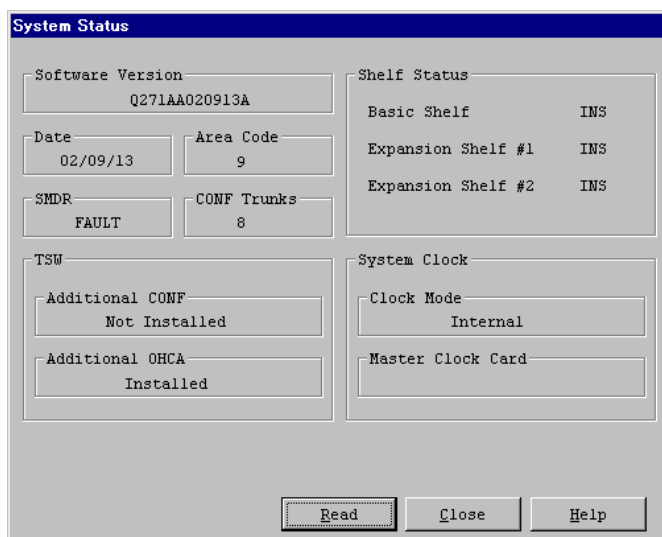 System Status
Software Version
Q271AA020913A
Date
02/09/13
Area Code
9
SMDR
FAULT
CONF Trunks
8
Shelf Status
Basic Shelf INS
Expansion Shelf #1 INS
Expansion Shelf #2 INS
TSW
Additional CONF
Not Installed
Additional OHCA
Installed
System Clock
Clock Mode
Internal
Master Clock Card
Read Close Help